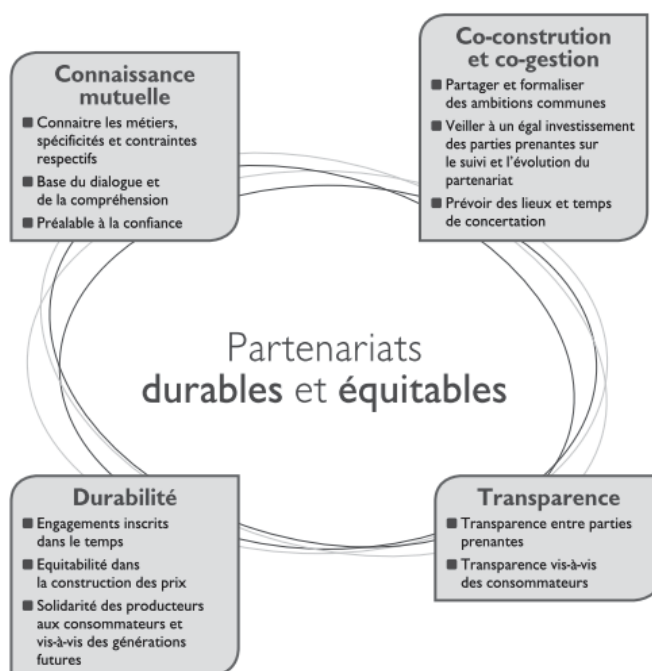 Connaissance
mutuelle
■ Connaitre les métiers,
spécificités et contraintes
respectifs
■ Base du dialogue et
de la compréhension
■ Préalable à la confiance
Co-constrution
et co-gestion
■ Partager et formaliser
des ambitions communes
■ Veiller à un égal investissement
des parties prenantes sur
le suivi et l'évolution du
partenariat
■ Prévoir des lieux et temps
de concertation
Partenariats
durables et équitables
Durabilité
■ Engagements inscrits
dans le temps
■ Equitabilité dans
la construction des prix
■ Solidarité des producteurs
aux consommateurs et
vis-à-vis des générations
futures
Transparence
■ Transparence entre parties
prenantes
■ Transparence vis-à-vis
des consommateurs